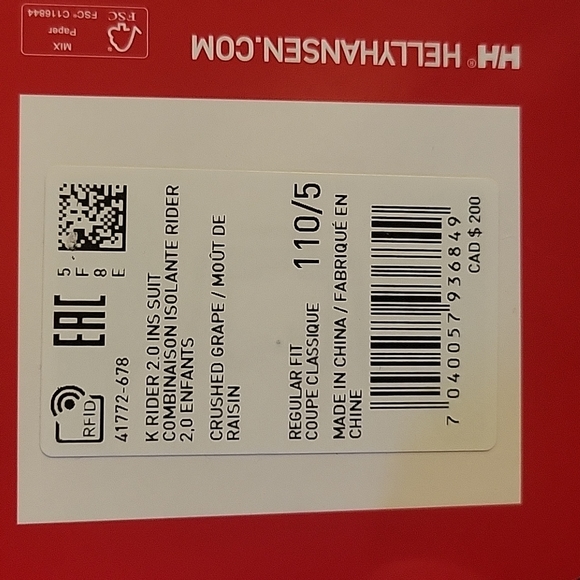 HH® HELLYHANSEN.COM
MIX
Paper
FSC® C116844
FSC
RFID
EAC
5
F
8
E
41772-678
K RIDER 2.0 INS SUIT
COMBINAISON ISOLANTE RIDER
2,0 ENFANTS
CRUSHED GRAPE / MOÛT DE
RAISIN
REGULAR FIT
COUPE CLASSIQUE 110/5
MADE IN CHINA / FABRIQUÉ EN
CHINE
7 040057 936849
CAD $ 200